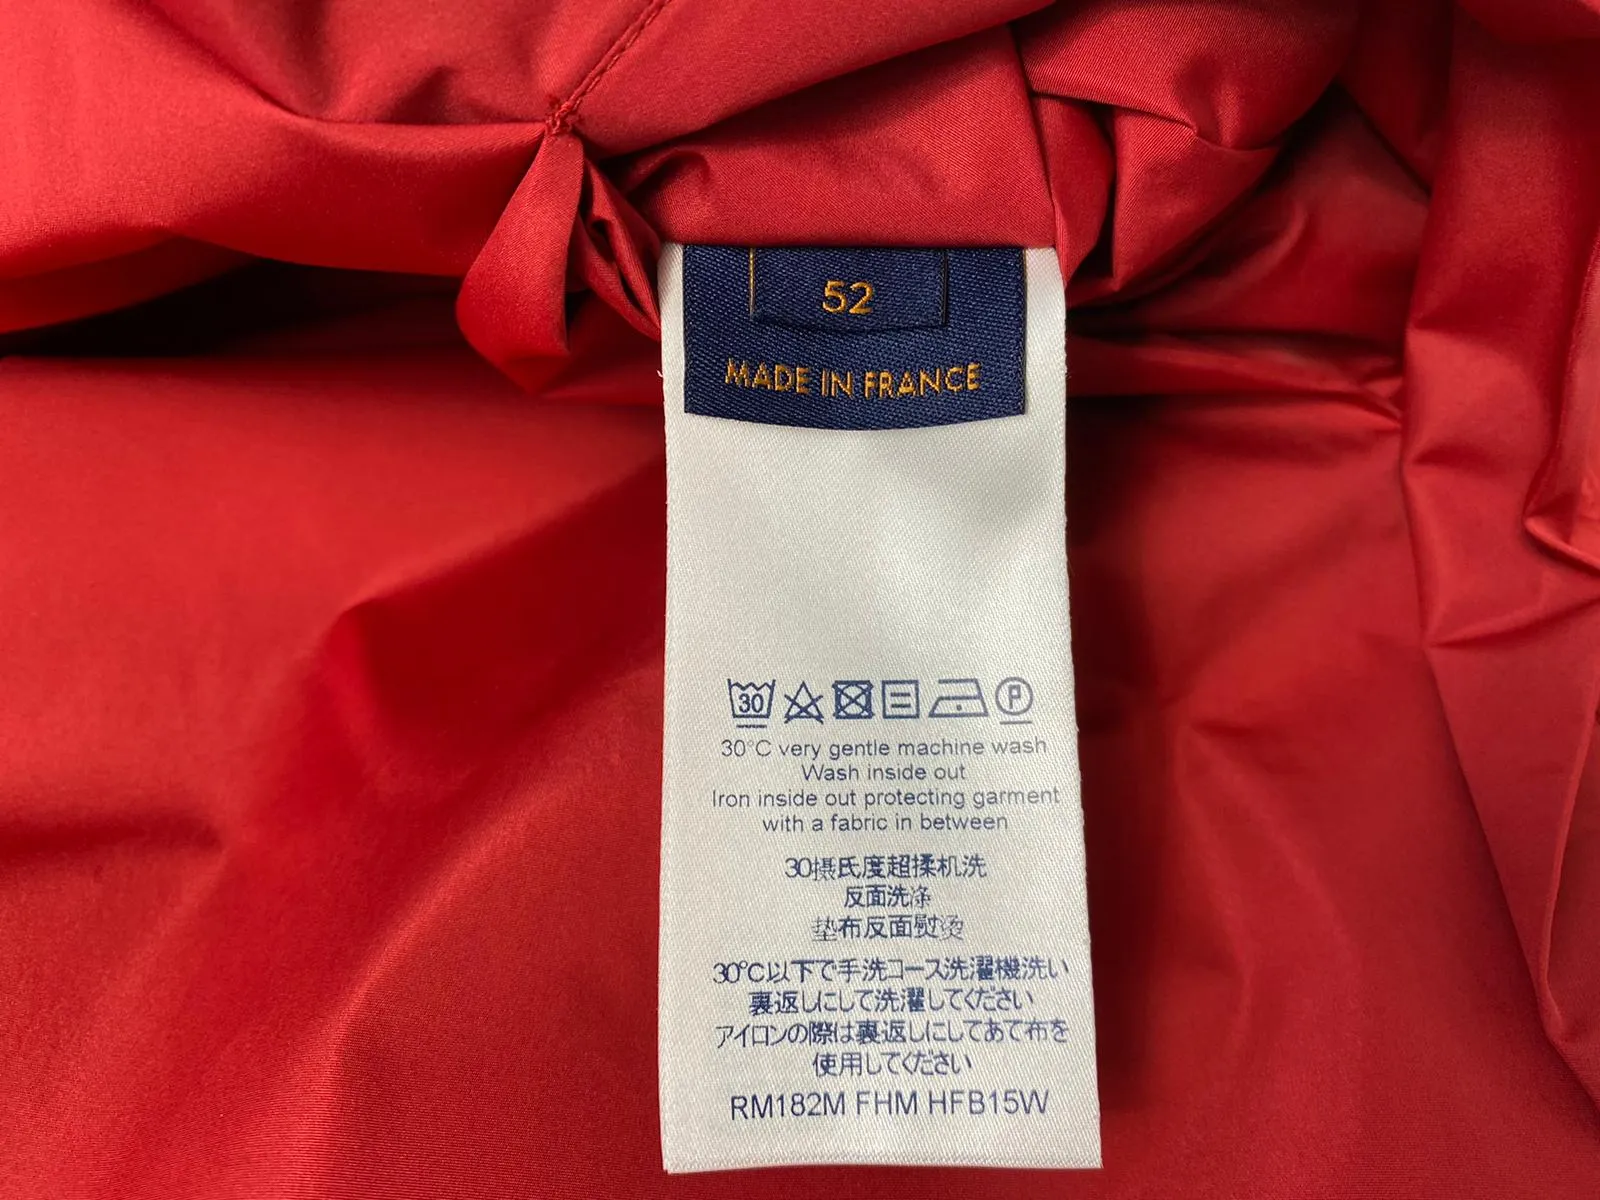 52
MADE IN FRANCE
30 P
30°C very gentle machine wash
Wash inside out
Iron inside out protecting garment
with a fabric in between
30摄氏度超揉机洗
反面洗涤
垫布反面熨烫
30℃以下で手洗コース洗濯機洗い
裏返しにして洗濯してください
アイロンの際は裏返しにしてあて布を
使用してください
RM182M FHM HFB15W